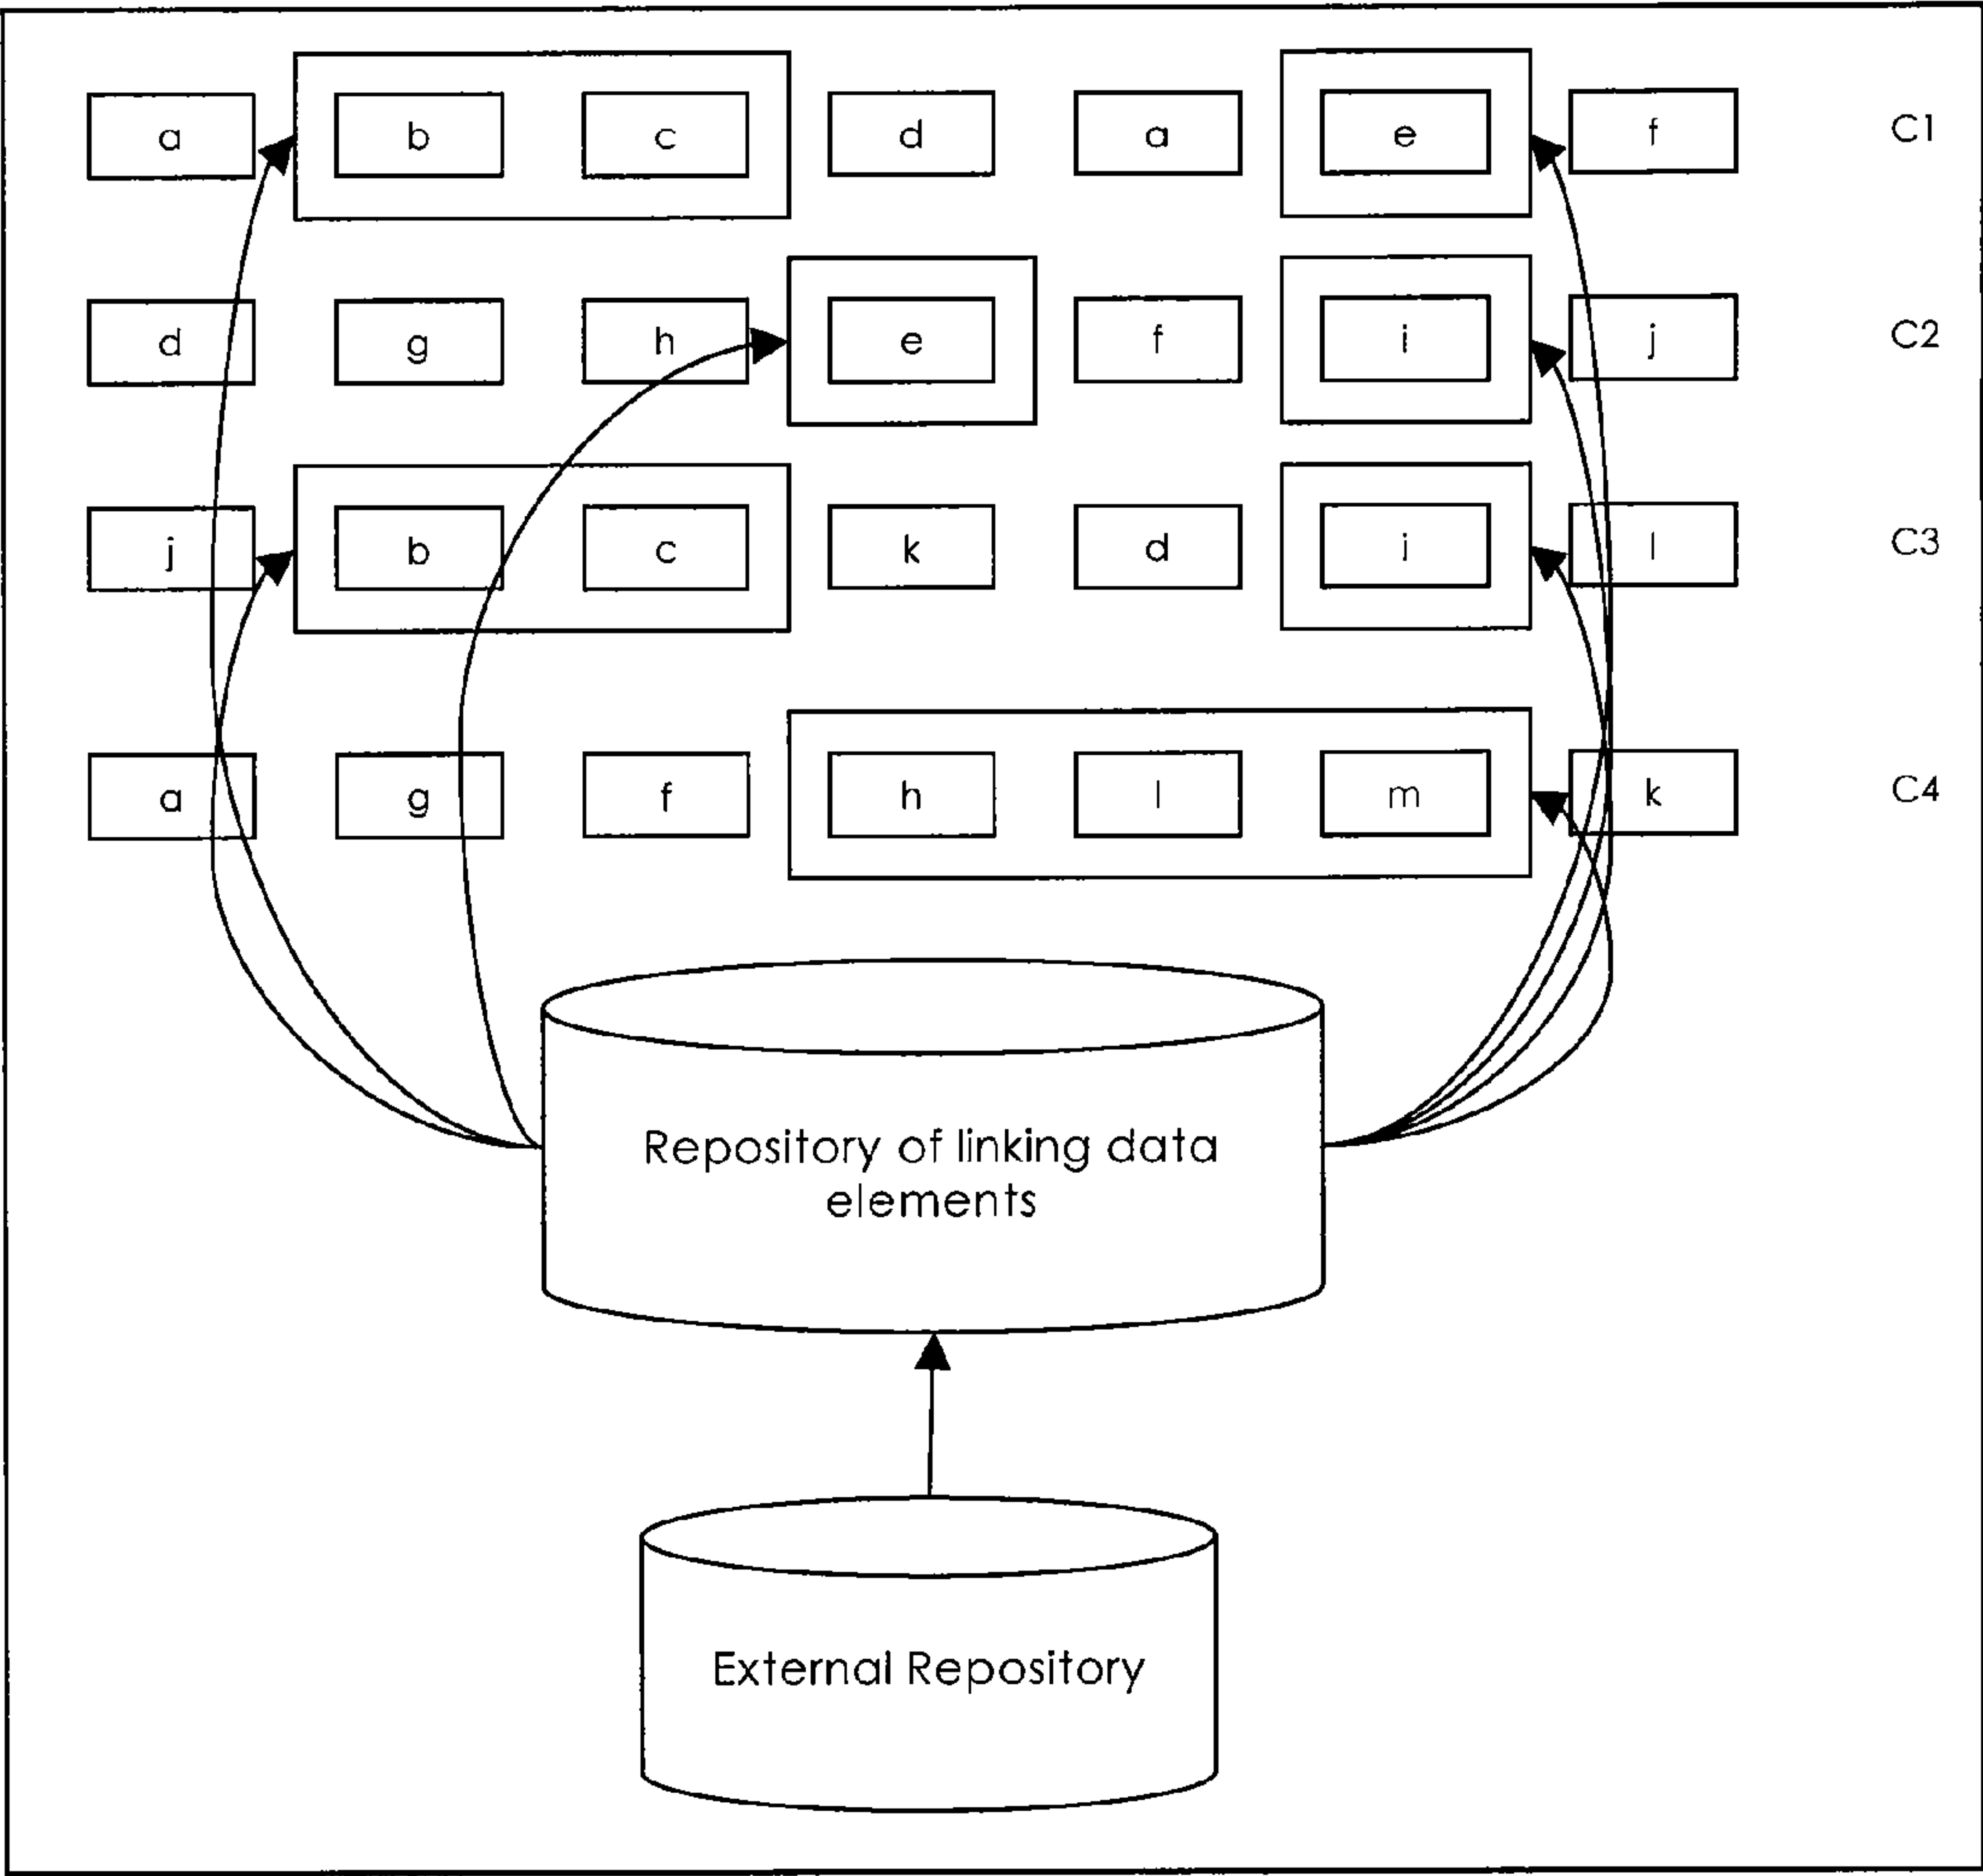 a b c d a e f C1
d g h e f i j C2
j b c k d i l C3
a g f h l m k C4
Repository of linking data
elements
External Repository